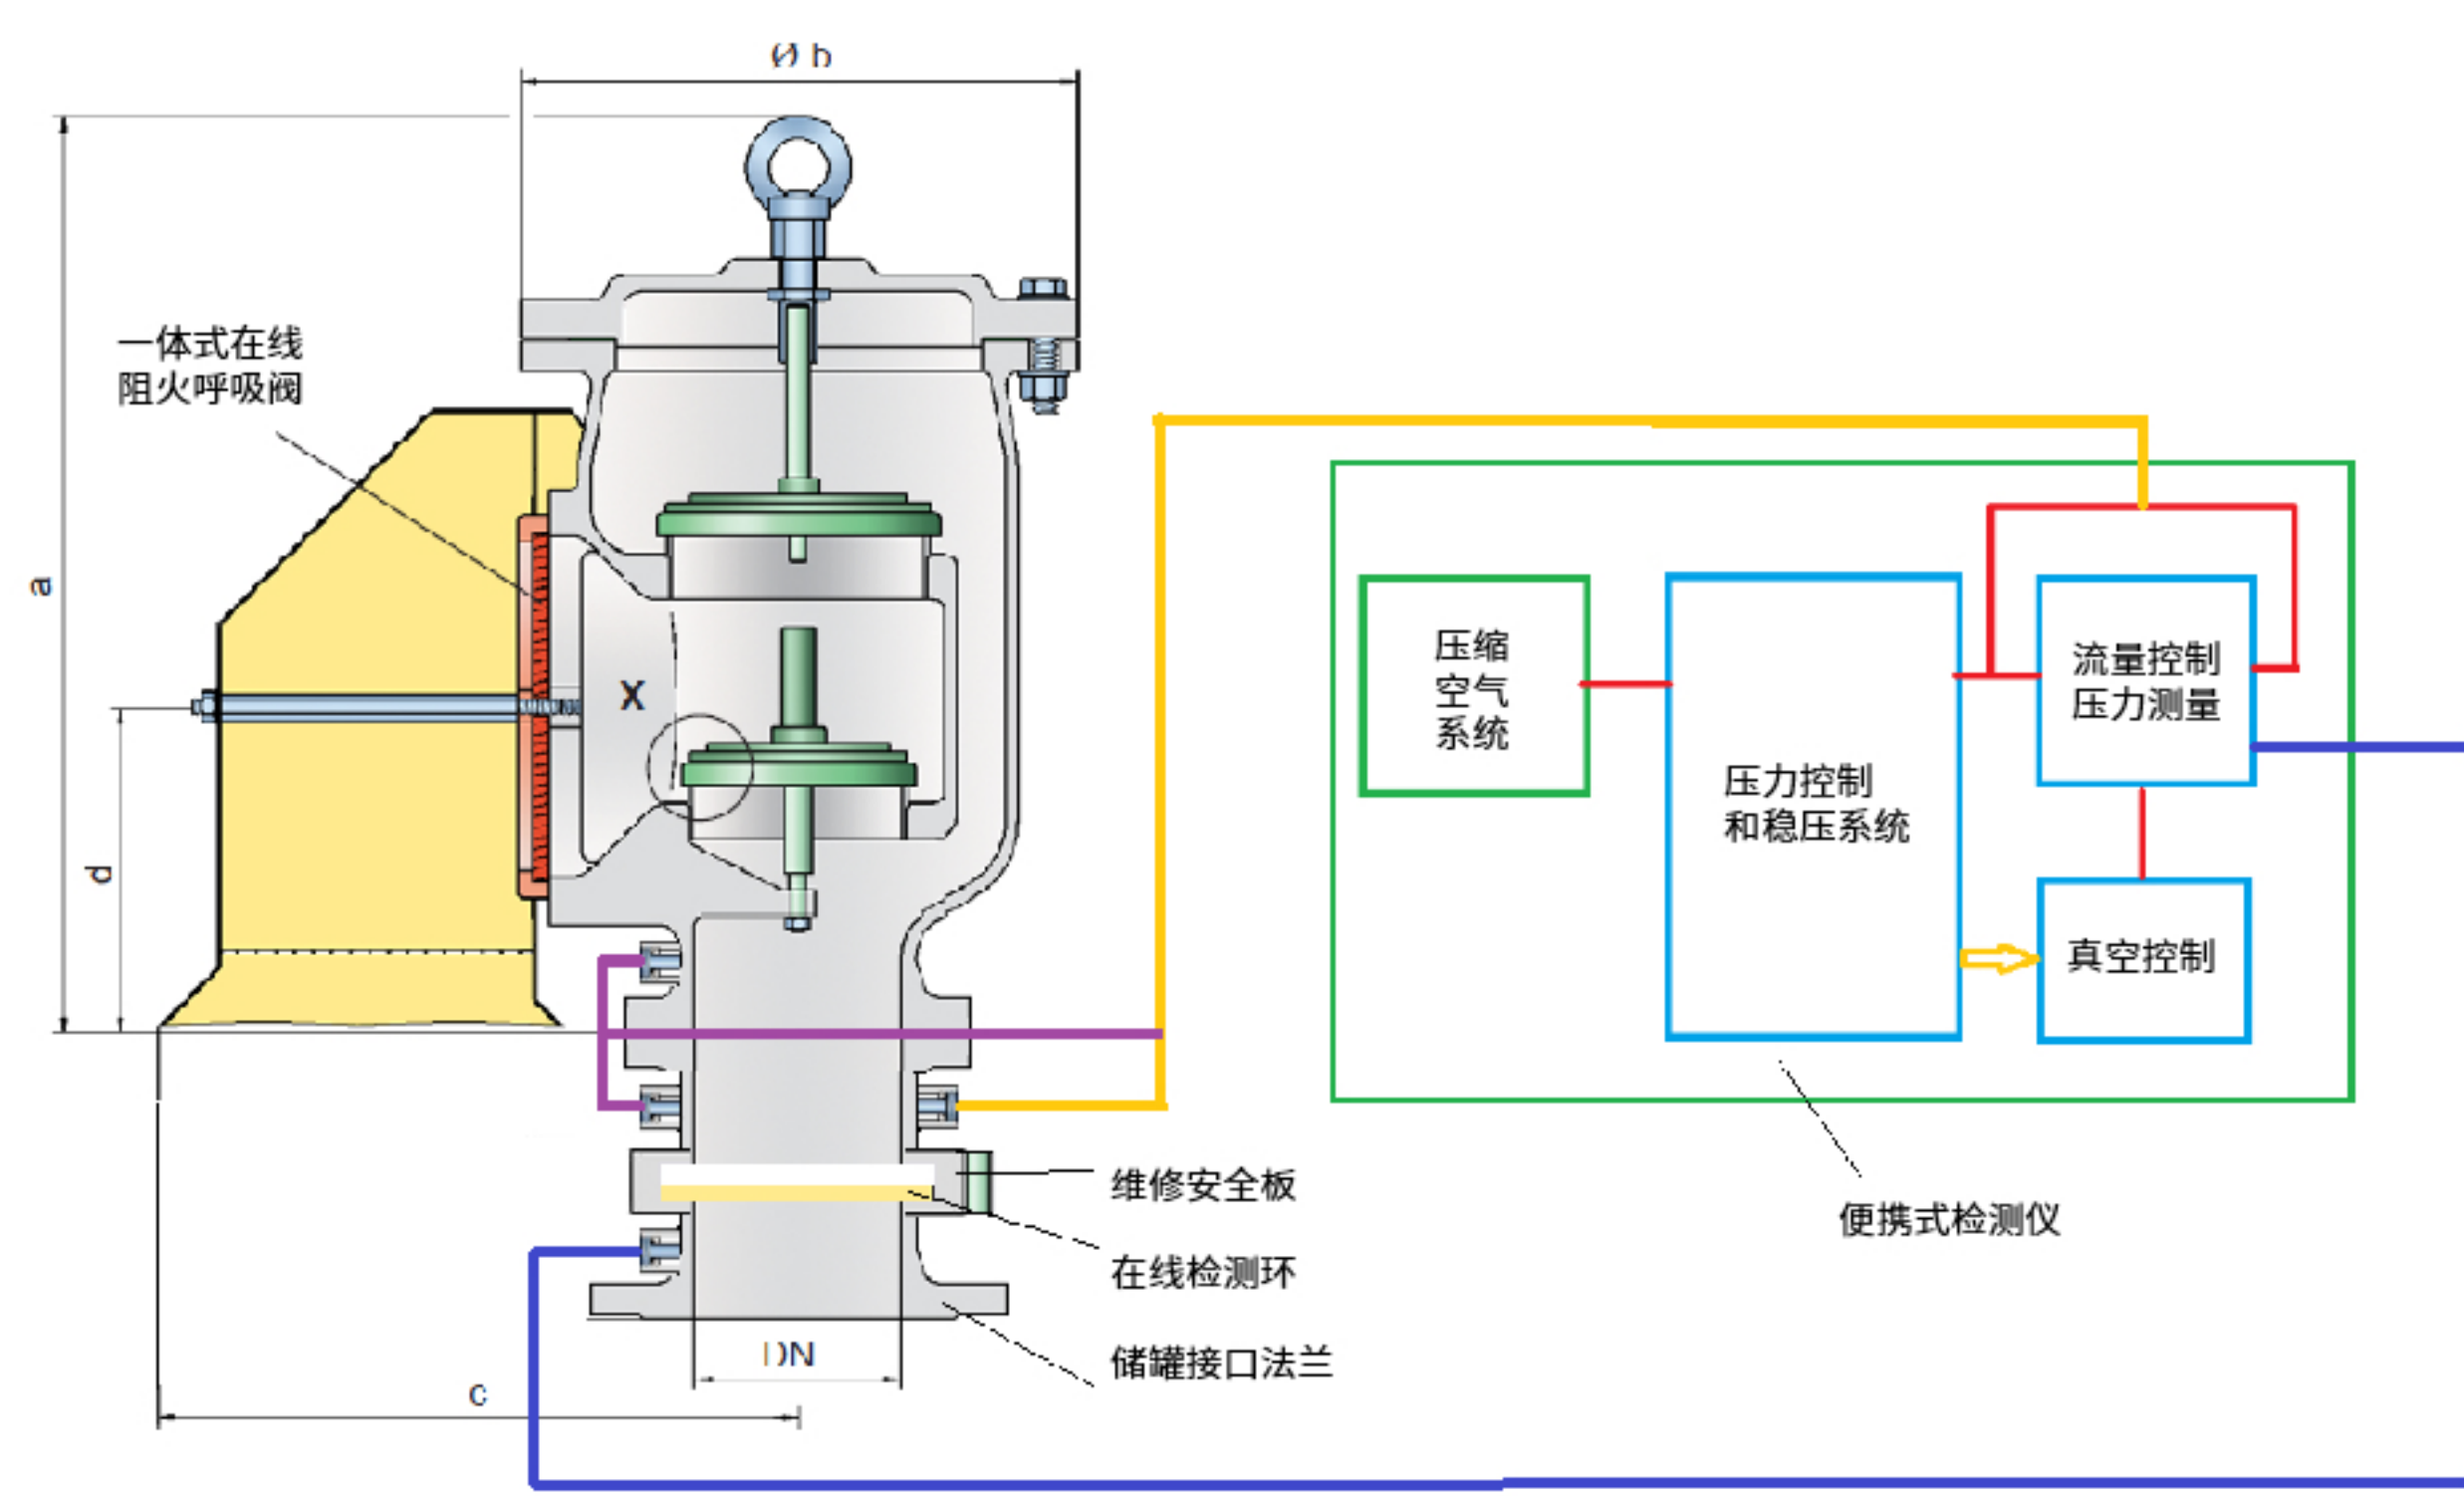 Ø b
一体式在线
阻火呼吸阀
a
X
d
压缩
空气
系统
压力控制
和稳压系统
流量控制
压力测量
真空控制
便携式检测仪
维修安全板
在线检测环
储罐接口法兰
DN
c